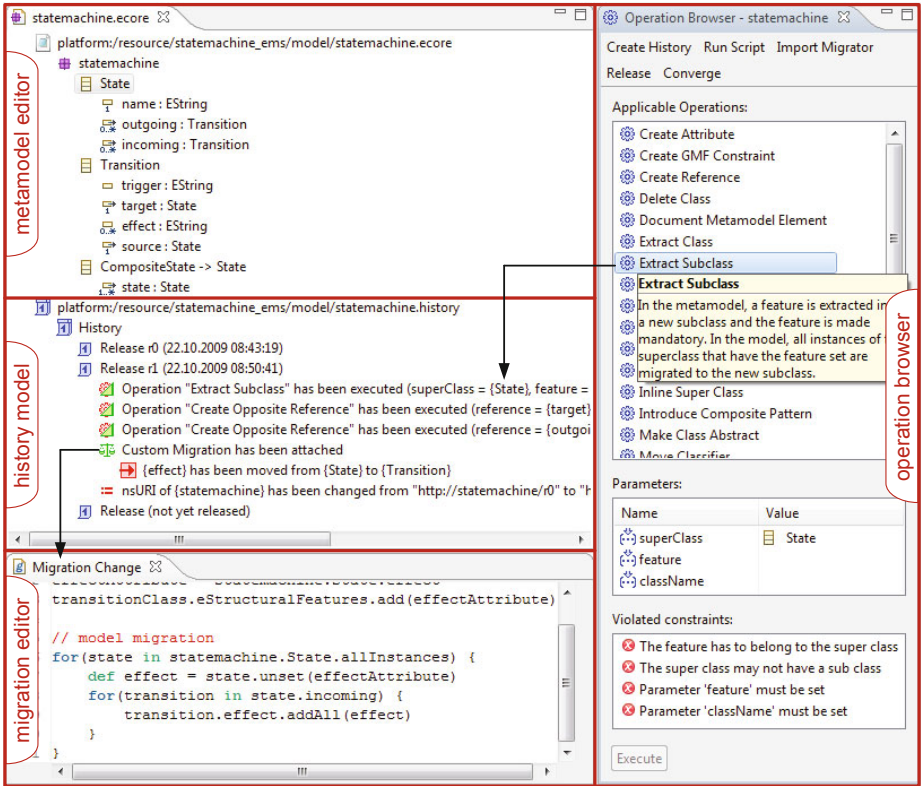 statemachine.ecore
platform:/resource/statemachine_ems/model/statemachine.ecore
statemachine
State
1 name : EString
0..* outgoing : Transition
0..* incoming : Transition
Transition
trigger : EString
target : State
0..* effect : EString
source : State
CompositeState -> State
1..* state : State
metamodel editor
platform:/resource/statemachine_ems/model/statemachine.history
History
Release r0 (22.10.2009 08:43:19)
Release r1 (22.10.2009 08:50:41)
Operation "Extract Subclass" has been executed (superClass = {State}, feature =
Operation "Create Opposite Reference" has been executed (reference = {target}
Operation "Create Opposite Reference" has been executed (reference = {outgoi
Custom Migration has been attached
{effect} has been moved from {State} to {Transition}
nsURI of {statemachine} has been changed from "http://statemachine/r0" to "h
Release (not yet released)
history model
Migration Change
transitionClass.eStructuralFeatures.add(effectAttribute)
// model migration
for(state in statemachine.State.allInstances) {
def effect = state.unset(effectAttribute)
for(transition in state.incoming) {
transition.effect.addAll(effect)
}
}
migration editor
Operation Browser - statemachine
Create History Run Script Import Migrator
Release Converge
Applicable Operations:
Create Attribute
Create GMF Constraint
Create Reference
Delete Class
Document Metamodel Element
Extract Class
Extract Subclass
Extract Subclass
In the metamodel, a feature is extracted in
a new subclass and the feature is made
mandatory. In the model, all instances of
superclass that have the feature set are
migrated to the new subclass.
Inline Super Class
Introduce Composite Pattern
Make Class Abstract
Move Classifier
operation browser
Parameters:
Name Value
superClass State
feature
className
Violated constraints:
The feature has to belong to the super class
The super class may not have a sub class
Parameter 'feature' must be set
Parameter 'className' must be set
Execute